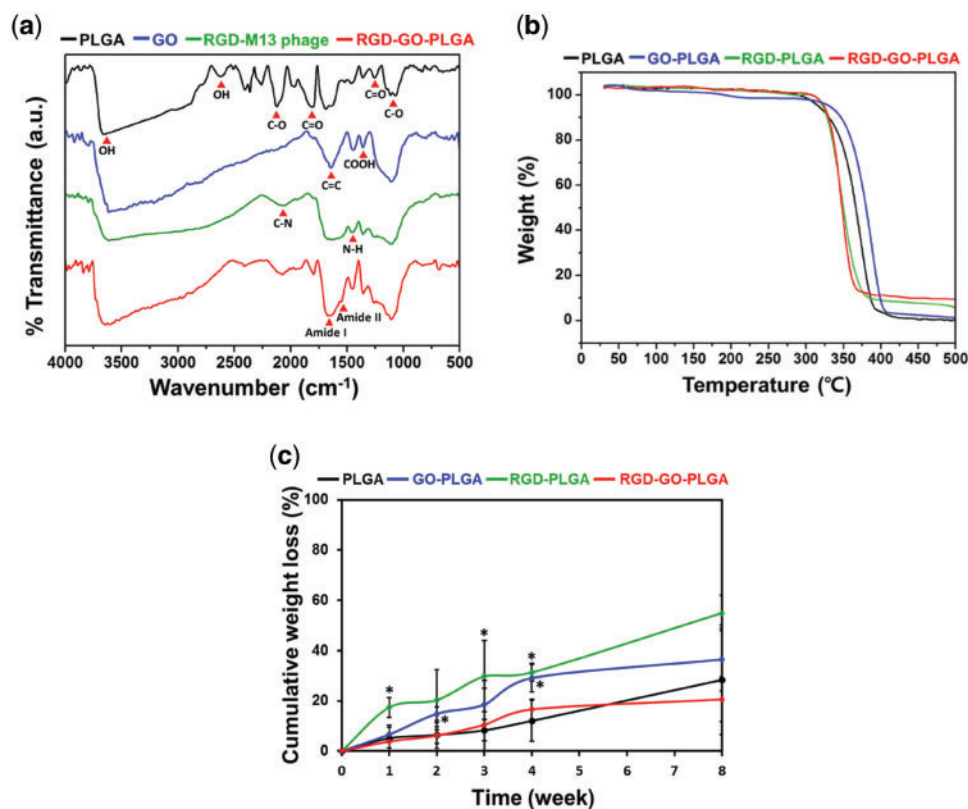 (a)
PLGA GO RGD-M13 phage RGD-GO-PLGA
OH
OH
C-O
C=O
C=O
C-O
C=C
COOH
C-N
N-H
Amide I
Amide II
% Transmittance (a.u.)
4000 3500 3000 2500 2000 1500 1000 500
Wavenumber (cm-1)
(b)
PLGA GO-PLGA RGD-PLGA RGD-GO-PLGA
Weight (%)
100
80
60
40
20
0
0 50 100 150 200 250 300 350 400 450 500
Temperature (℃)
(c)
PLGA GO-PLGA RGD-PLGA RGD-GO-PLGA
Cumulative weight loss (%)
100
80
60
40
20
0
* * * * *
0 1 2 3 4 8
Time (week)